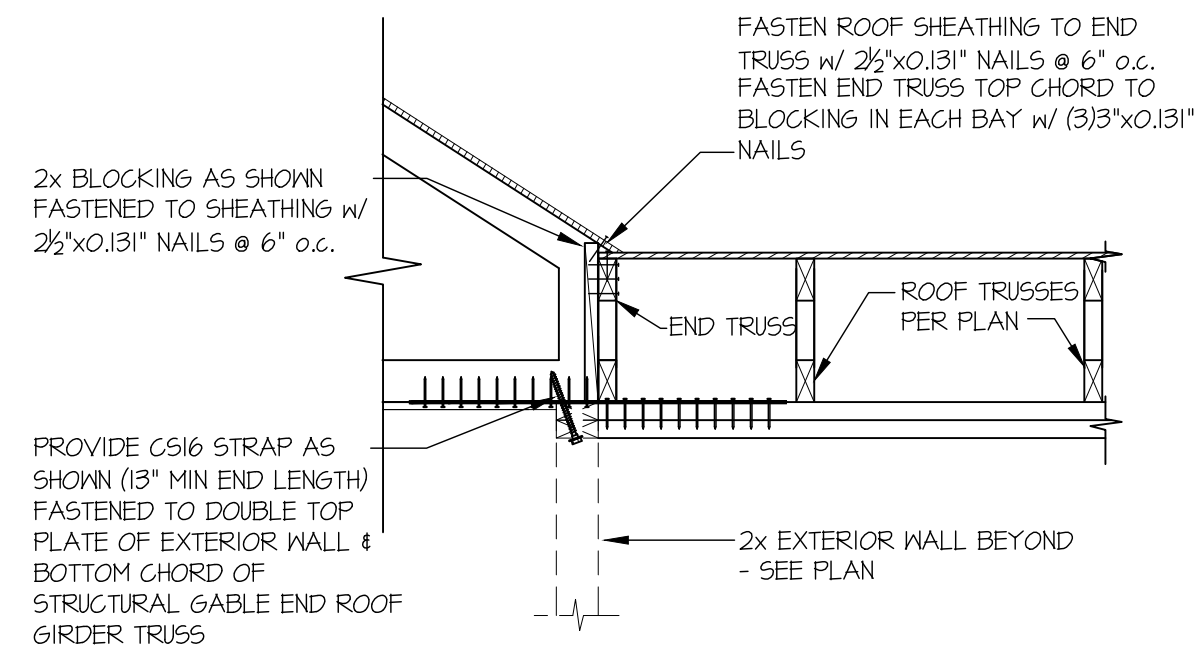 FASTEN ROOF SHEATHING TO END
TRUSS w/ 2½"x0.131" NAILS @ 6" o.c.
FASTEN END TRUSS TOP CHORD TO
BLOCKING IN EACH BAY w/ (3)3"x0.131"
NAILS
2x BLOCKING AS SHOWN
FASTENED TO SHEATHING w/
2½"x0.131" NAILS @ 6" o.c.
ROOF TRUSSES
PER PLAN
END TRUSS
PROVIDE CS16 STRAP AS
SHOWN (13" MIN END LENGTH)
FASTENED TO DOUBLE TOP
PLATE OF EXTERIOR WALL &
BOTTOM CHORD OF
STRUCTURAL GABLE END ROOF
GIRDER TRUSS
2x EXTERIOR WALL BEYOND
- SEE PLAN